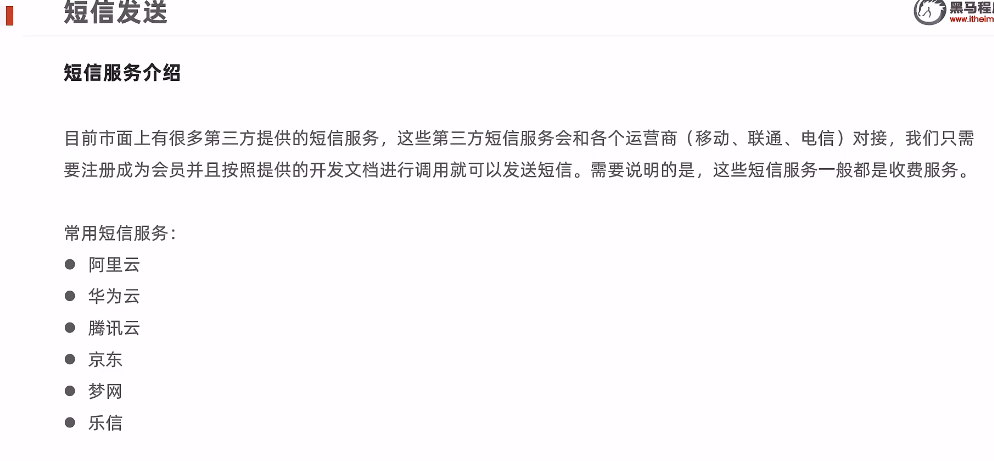 短信发送
黑马程
www.itheim
短信服务介绍
目前市面上有很多第三方提供的短信服务，这些第三方短信服务会和各个运营商（移动、联通、电信）对接，我们只需
要注册成为会员并且按照提供的开发文档进行调用就可以发送短信。需要说明的是，这些短信服务一般都是收费服务。
常用短信服务：
● 阿里云
● 华为云
● 腾讯云
● 京东
● 梦网
● 乐信